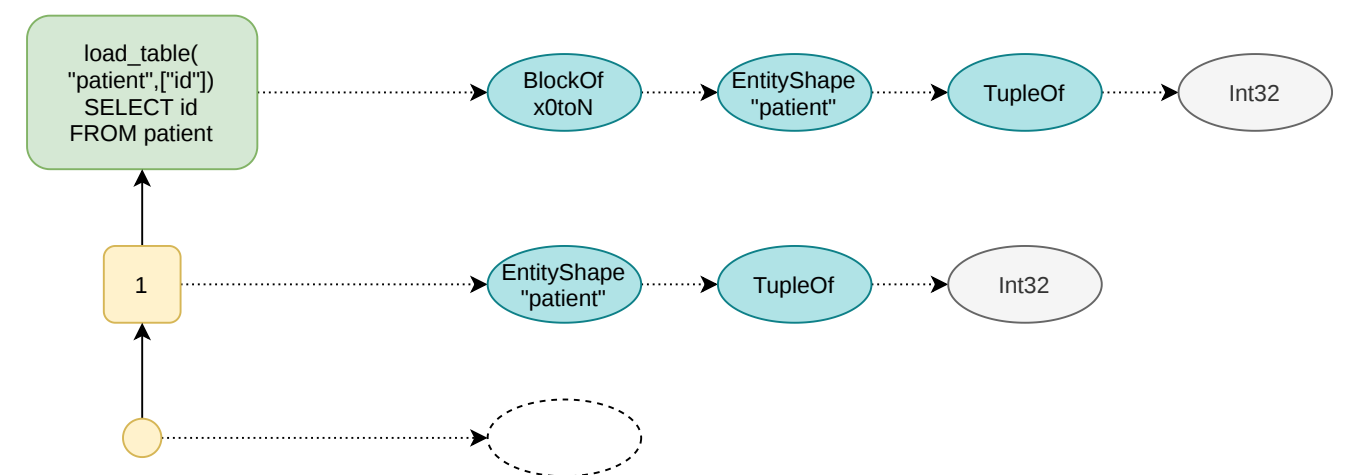 load_table(
"patient",["id"])
SELECT id
FROM patient
BlockOf
x0toN
EntityShape
"patient"
TupleOf
Int32
1
EntityShape
"patient"
TupleOf
Int32